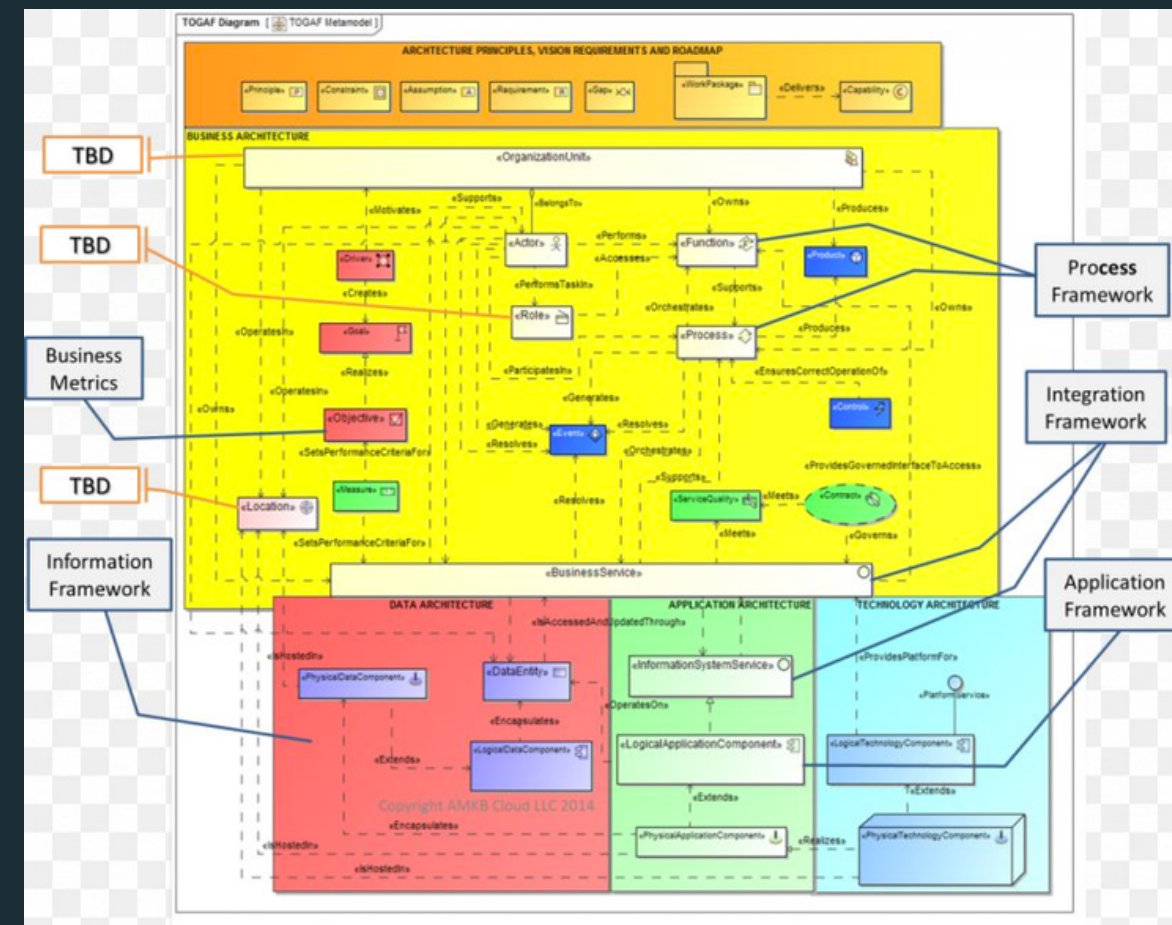 TOGAF Diagram [ TOGAF Metamodel ]
ARCHTECTURE PRINCIPLES, VISION REQUIREMENTS AND ROADMAP
«Principle»
«Constraint»
«Assumption»
«Requirement»
«Gap»
«WorkPackage»
«Delivers»
«Capability»
BUSINESS ARCHITECTURE
TBD
«OrganizationUnit»
«Supports»
«BelongsTo»
«Owns»
«Motivates»
«Produces»
TBD
«Actor»
«Performs»
«Function»
«Accesses»
«Product»
«Driver»
Process
Framework
«Creates»
«PerformsTaskIn»
«Supports»
«Role»
«Orchestrates»
«Owns»
«OperatesIn»
«Goal»
«Process»
«Produces»
Business
Metrics
«Realizes»
«ParticipatesIn»
«EnsuresCorrectOperationOf»
«OperatesIn»
«Generates»
Integration
Framework
«Owns»
«Objective»
«Control»
«Generates»
«Resolves»
«Event»
«Resolves»
«SetsPerformanceCriteriaFor»
«Orchestrates»
«ProvidesGovernedInterfaceToAccess»
TBD
«Supports»
«Measure»
«Location»
«Resolves»
«ServiceQuality»
«Meets»
«Contract»
«SetsPerformanceCriteriaFor»
«Meets»
«Governs»
Information
Framework
«BusinessService»
Application
Framework
DATA ARCHITECTURE
APPLICATION ARCHITECTURE
TECHNOLOGY ARCHITECTURE
«IsAccessedAndUpdatedThrough»
«IsHostedIn»
«PhysicalDataComponent»
«DataEntity»
«InformationSystemService»
«ProvidesPlatformFor»
«PlatformService»
«OperatesOn»
«Encapsulates»
«LogicalDataComponent»
«LogicalApplicationComponent»
«LogicalTechnologyComponent»
«Extends»
«Extends»
«Extends»
Copyright AMKB Cloud LLC 2014
«Encapsulates»
«PhysicalApplicationComponent»
«Realizes»
«PhysicalTechnologyComponent»
«IsHostedIn»
«IsHostedIn»